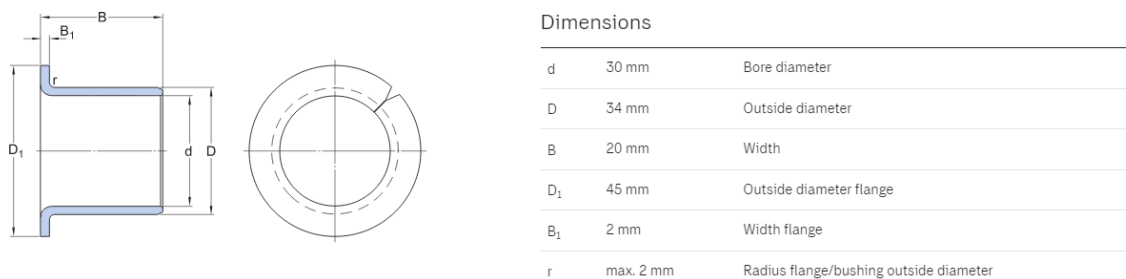 B
B₁
r
D₁
d
D
Dimensions
d 30 mm Bore diameter
D 34 mm Outside diameter
B 20 mm Width
D₁ 45 mm Outside diameter flange
B₁ 2 mm Width flange
r max. 2 mm Radius flange/bushing outside diameter